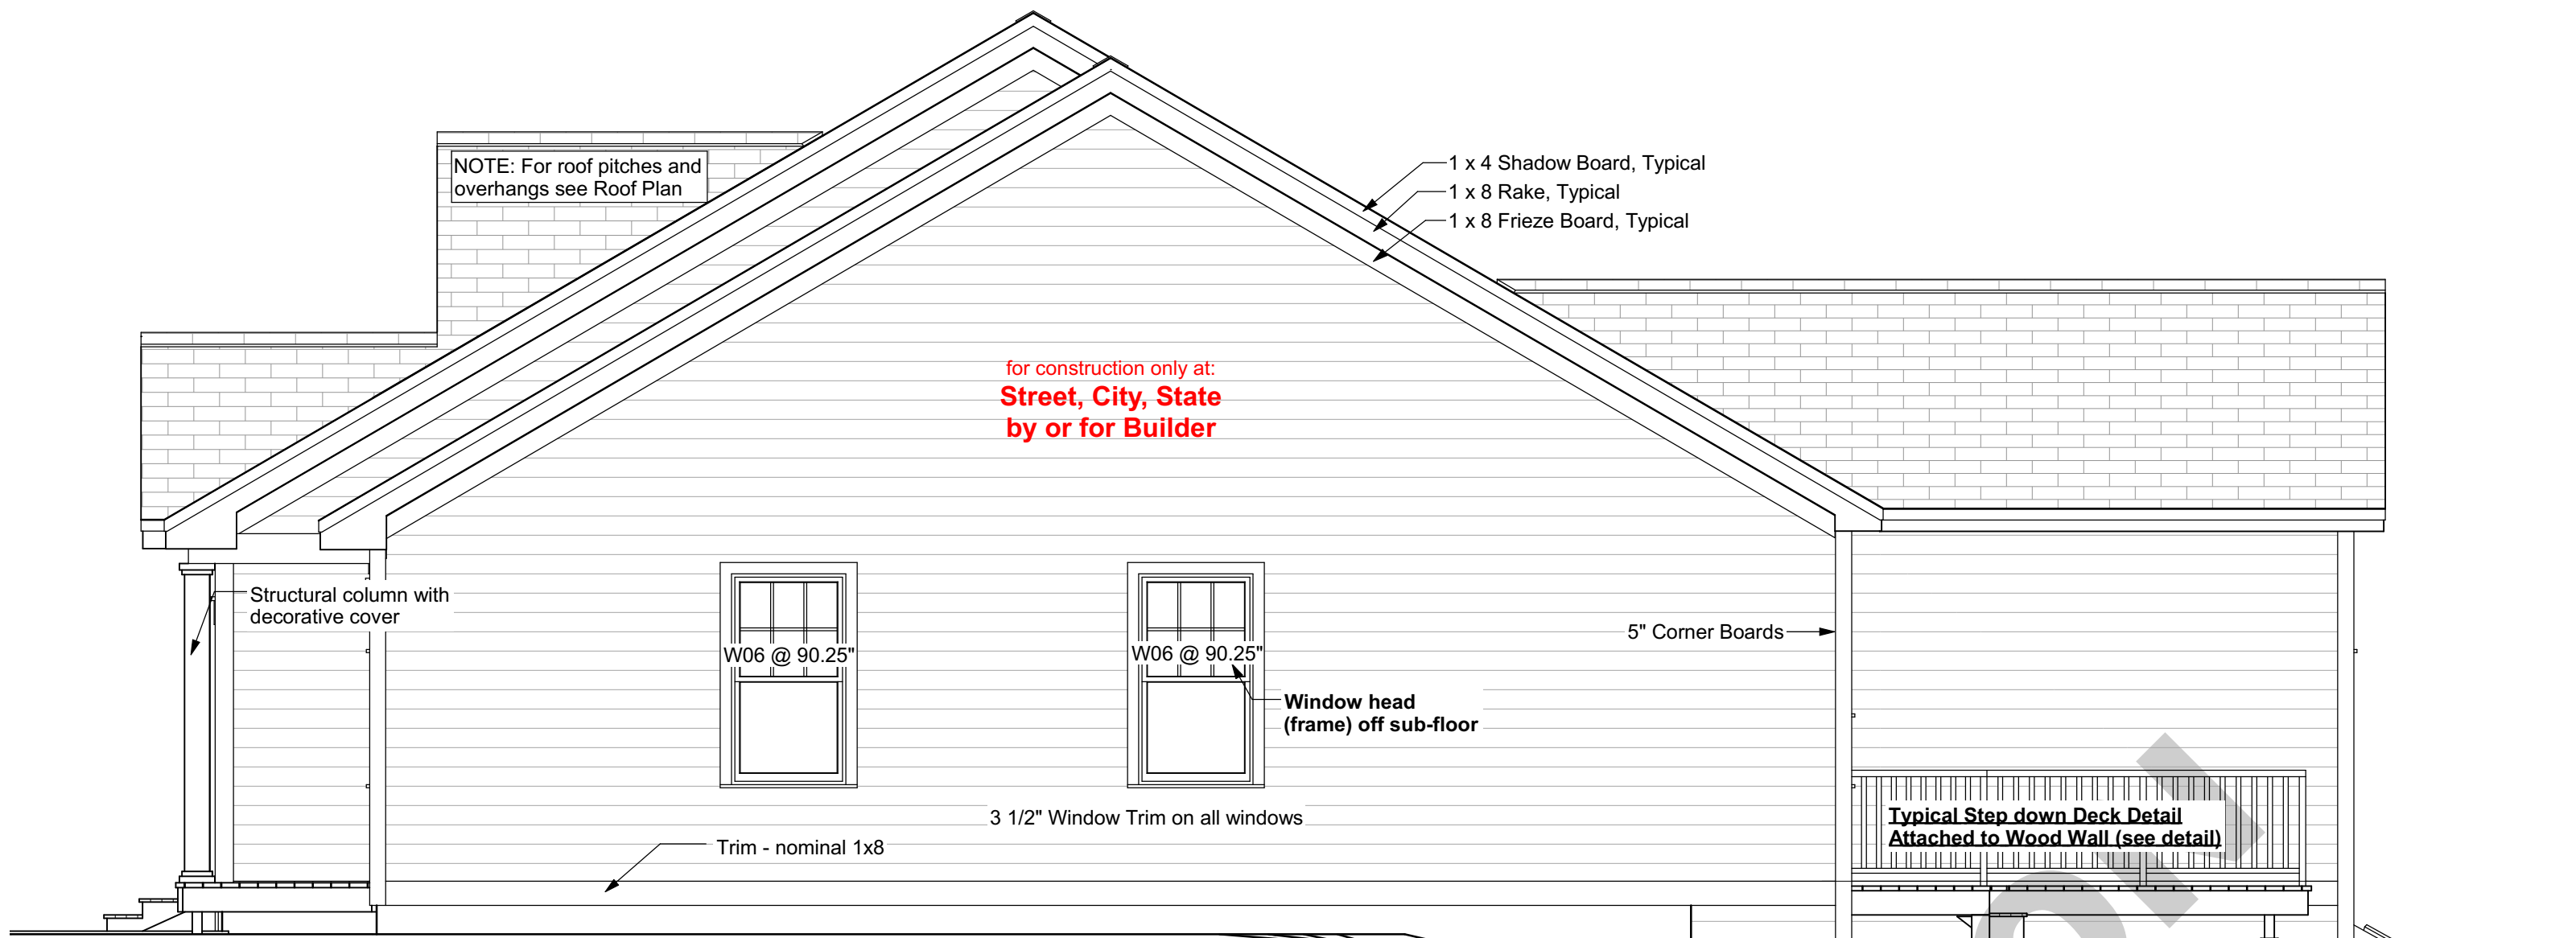 NOTE: For roof pitches and
overhangs see Roof Plan
1 x 4 Shadow Board, Typical
1 x 8 Rake, Typical
1 x 8 Frieze Board, Typical
for construction only at:
Street, City, State
by or for Builder
Structural column with
decorative cover
W06 @ 90.25"
W06 @ 90.25"
5" Corner Boards
Window head
(frame) off sub-floor
3 1/2" Window Trim on all windows
Trim - nominal 1x8
Typical Step down Deck Detail
Attached to Wood Wall (see detail)